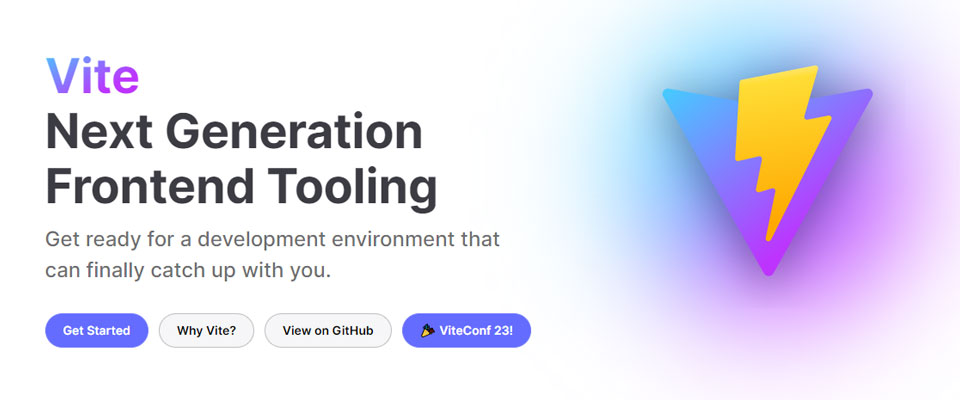 Vite
Next Generation
Frontend Tooling
Get ready for a development environment that
can finally catch up with you.
Get Started
Why Vite?
View on GitHub
🎉 ViteConf 23!